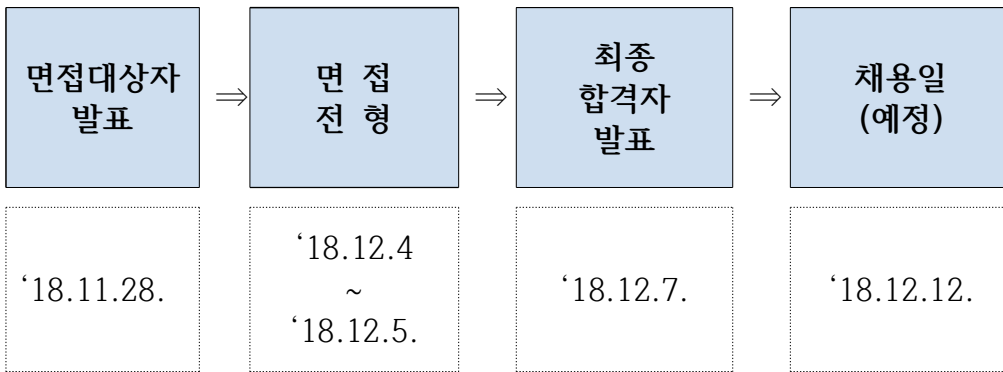 면접대상자
발표
⇒
면 접
전 형
⇒
최종
합격자
발표
⇒
채용일
(예정)
‘18.11.28.
‘18.12.4
~
‘18.12.5.
‘18.12.7.
‘18.12.12.